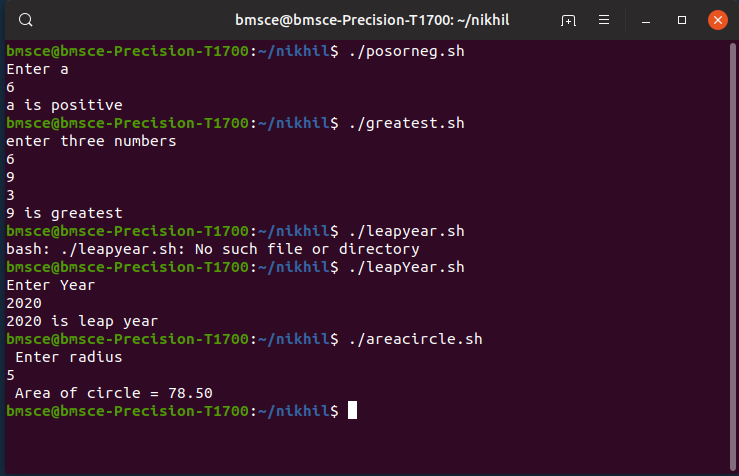 bmsce@bmsce-Precision-T1700: ~/nikhil
bmsce@bmsce-Precision-T1700:~/nikhil$ ./posorneg.sh
Enter a
6
a is positive
bmsce@bmsce-Precision-T1700:~/nikhil$ ./greatest.sh
enter three numbers
6
9
3
9 is greatest
bmsce@bmsce-Precision-T1700:~/nikhil$ ./leapyear.sh
bash: ./leapyear.sh: No such file or directory
bmsce@bmsce-Precision-T1700:~/nikhil$ ./leapYear.sh
Enter Year
2020
2020 is leap year
bmsce@bmsce-Precision-T1700:~/nikhil$ ./areacircle.sh
 Enter radius
5
 Area of circle = 78.50
bmsce@bmsce-Precision-T1700:~/nikhil$